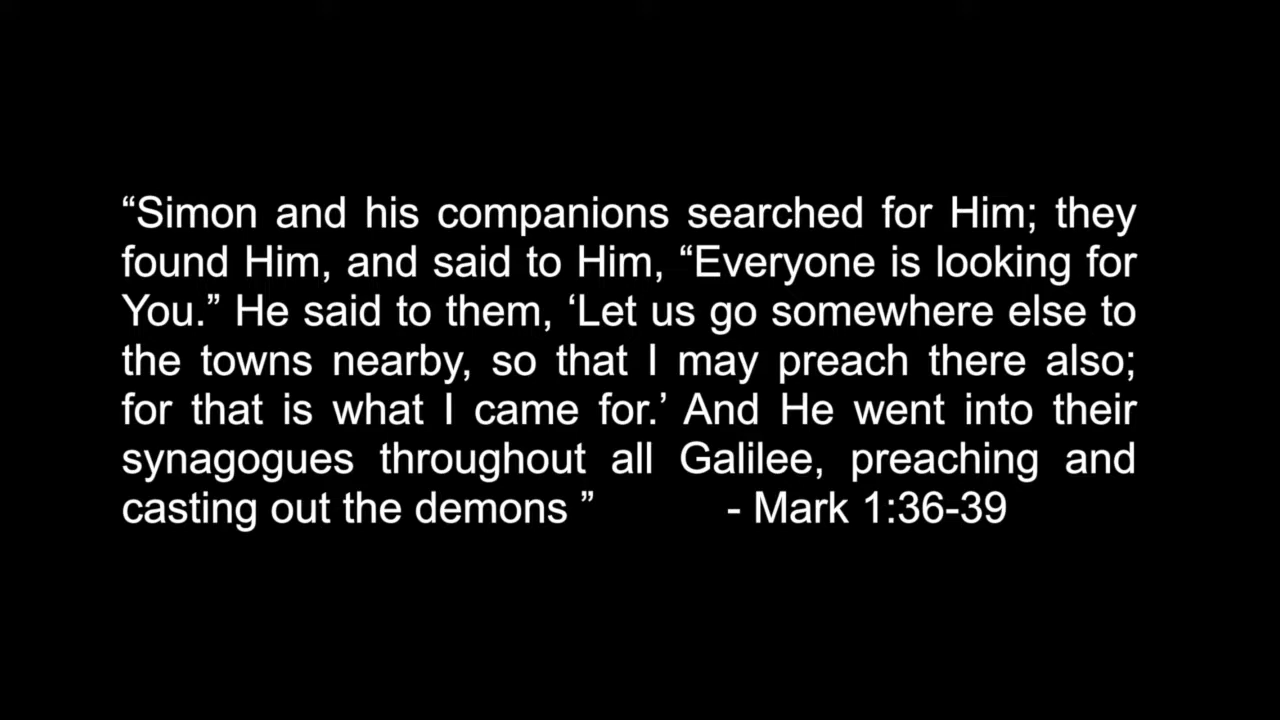 “Simon and his companions searched for Him; they
found Him, and said to Him, “Everyone is looking for
You.” He said to them, ‘Let us go somewhere else to
the towns nearby, so that I may preach there also;
for that is what I came for.’ And He went into their
synagogues throughout all Galilee, preaching and
casting out the demons ” - Mark 1:36-39